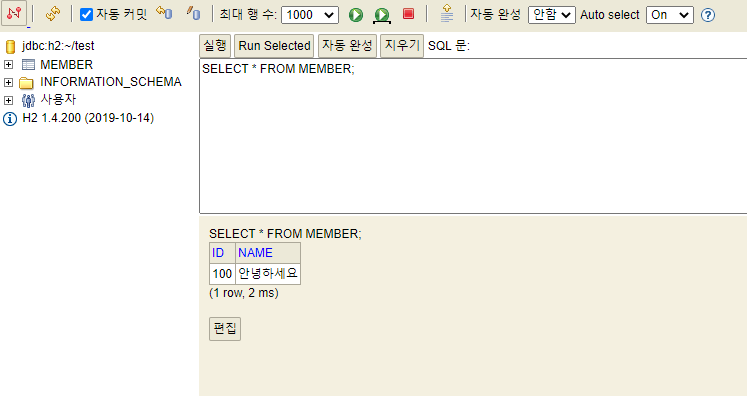 자동 커밋 최대 행 수: 1000 자동 완성 안함 Auto select On
jdbc:h2:~/test
MEMBER
INFORMATION_SCHEMA
사용자
H2 1.4.200 (2019-10-14)
실행 Run Selected 자동 완성 지우기 SQL 문:
SELECT * FROM MEMBER;
SELECT * FROM MEMBER;
ID NAME
100 안녕하세요
(1 row, 2 ms)
편집